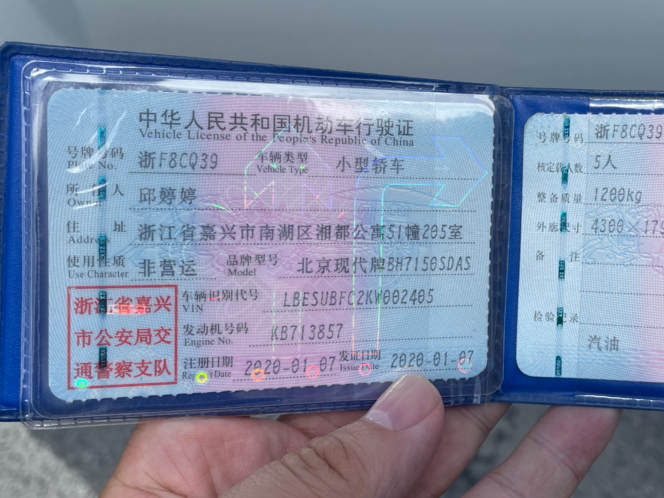 中华人民共和国机动车行驶证
Vehicle License of the People's Republic of China
号牌号码 浙F8CQ39 车辆类型 小型轿车
Plate No. Vehicle Type
所有人 邱婷婷
Owner
住址 浙江省嘉兴市南湖区湘都公寓51幢205室
Address
使用性质 非营运 品牌型号 北京现代牌BH7150SDAS
Use Character Model
浙江省嘉兴
市公安局交
通警察支队
车辆识别代号 LBESUBFC2KW002405
VIN
发动机号码 KB713857
Engine No.
注册日期 2020-01-07 发证日期 2020-01-07
Register Date Issue Date
号牌号码 浙F8CQ39
核定载人数 5人
整备质量 1200kg
外廓尺寸 4300×179
备注
检验记录
汽油